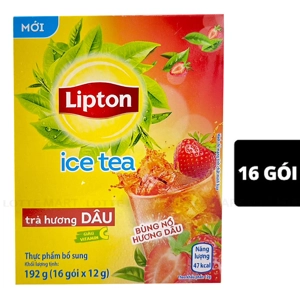 MỚI
Lipton
ice tea
trà hương DÂU
GIÀU VITAMIN C
BÙNG NỔ
HƯƠNG DÂU
Thực phẩm bổ sung
Khối lượng tịnh:
192 g (16 gói x 12 g)
Năng
lượng
47 kcal
16 GÓI